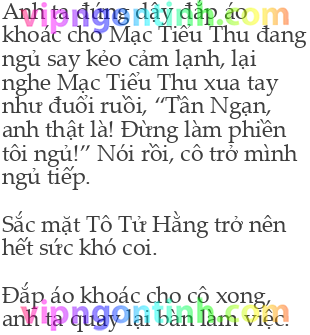 vipngontinh.com
Anh ta đứng dậy đắp áo
khoác cho Mạc Tiểu Thu đang
ngủ say kẻo cảm lạnh, lại
nghe Mạc Tiểu Thu xua tay
như đuổi ruồi, “Tần Ngạn,
anh thật là! Đừng làm phiền
tôi ngủ!” Nói rồi, cô trở mình
ngủ tiếp.
Sắc mặt Tô Tử Hằng trở nên
hết sức khó coi.
Đắp áo khoác cho cô xong,
anh ta quay lại bàn làm việc.
vipngontinh.com